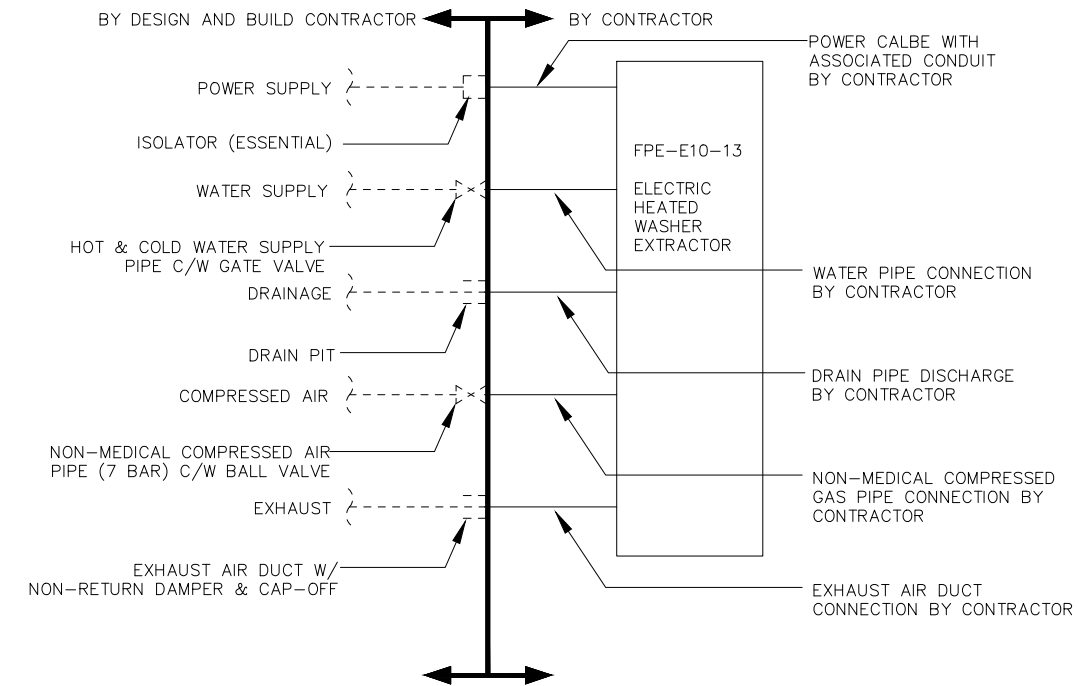 BY DESIGN AND BUILD CONTRACTOR
BY CONTRACTOR
POWER CALBE WITH
ASSOCIATED CONDUIT
BY CONTRACTOR
POWER SUPPLY
ISOLATOR (ESSENTIAL)
FPE-E10-13
ELECTRIC
HEATED
WASHER
EXTRACTOR
WATER SUPPLY
HOT & COLD WATER SUPPLY
PIPE C/W GATE VALVE
WATER PIPE CONNECTION
BY CONTRACTOR
DRAINAGE
DRAIN PIT
DRAIN PIPE DISCHARGE
BY CONTRACTOR
COMPRESSED AIR
NON-MEDICAL COMPRESSED AIR
PIPE (7 BAR) C/W BALL VALVE
NON-MEDICAL COMPRESSED
GAS PIPE CONNECTION BY
CONTRACTOR
EXHAUST
EXHAUST AIR DUCT W/
NON-RETURN DAMPER & CAP-OFF
EXHAUST AIR DUCT
CONNECTION BY CONTRACTOR